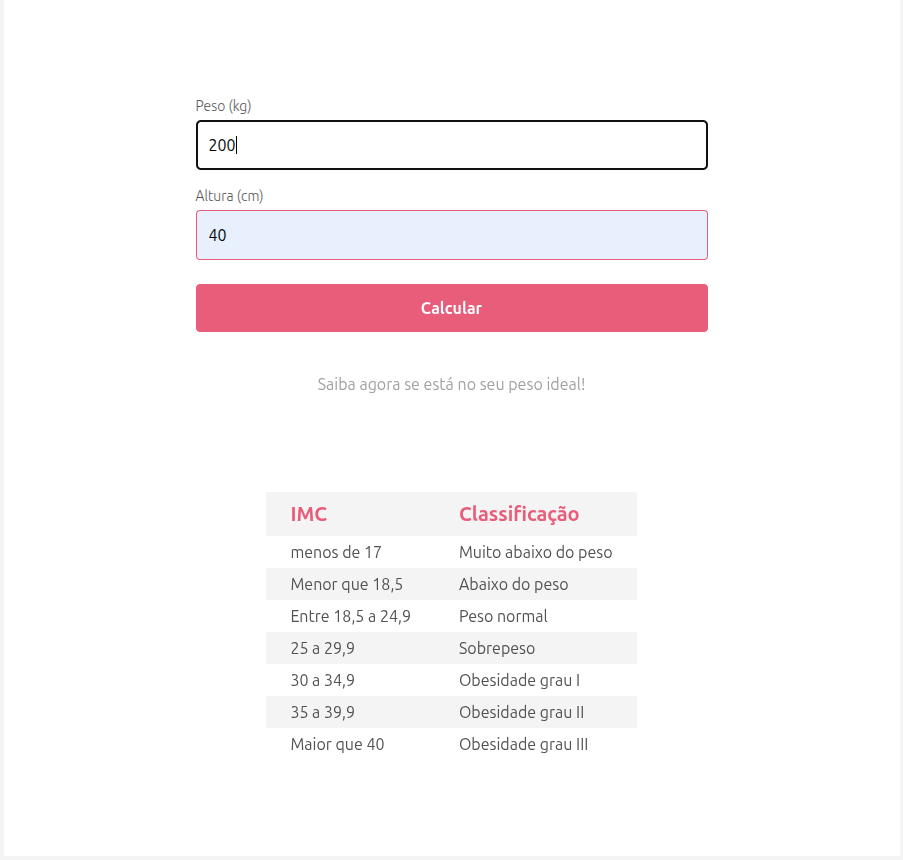 Peso (kg)
200
Altura (cm)
40
Calcular
Saiba agora se está no seu peso ideal!
IMC Classificação
menos de 17 Muito abaixo do peso
Menor que 18,5 Abaixo do peso
Entre 18,5 a 24,9 Peso normal
25 a 29,9 Sobrepeso
30 a 34,9 Obesidade grau I
35 a 39,9 Obesidade grau II
Maior que 40 Obesidade grau III